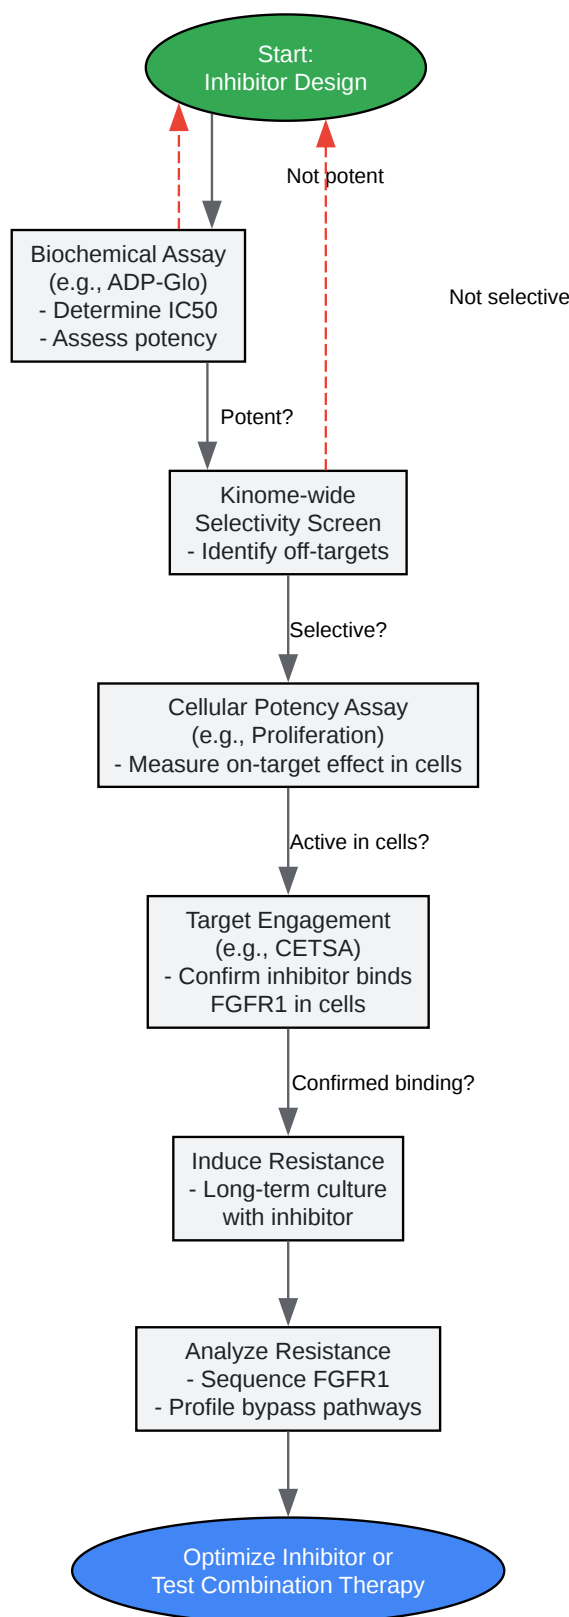 Start:
Inhibitor Design
Not potent
Biochemical Assay
(e.g., ADP-Glo)
- Determine IC50
- Assess potency
Not selective
Potent?
Kinome-wide
Selectivity Screen
- Identify off-targets
Selective?
Cellular Potency Assay
(e.g., Proliferation)
- Measure on-target effect in cells
Active in cells?
Target Engagement
(e.g., CETSA)
- Confirm inhibitor binds
FGFR1 in cells
Confirmed binding?
Induce Resistance
- Long-term culture
with inhibitor
Analyze Resistance
- Sequence FGFR1
- Profile bypass pathways
Optimize Inhibitor or
Test Combination Therapy